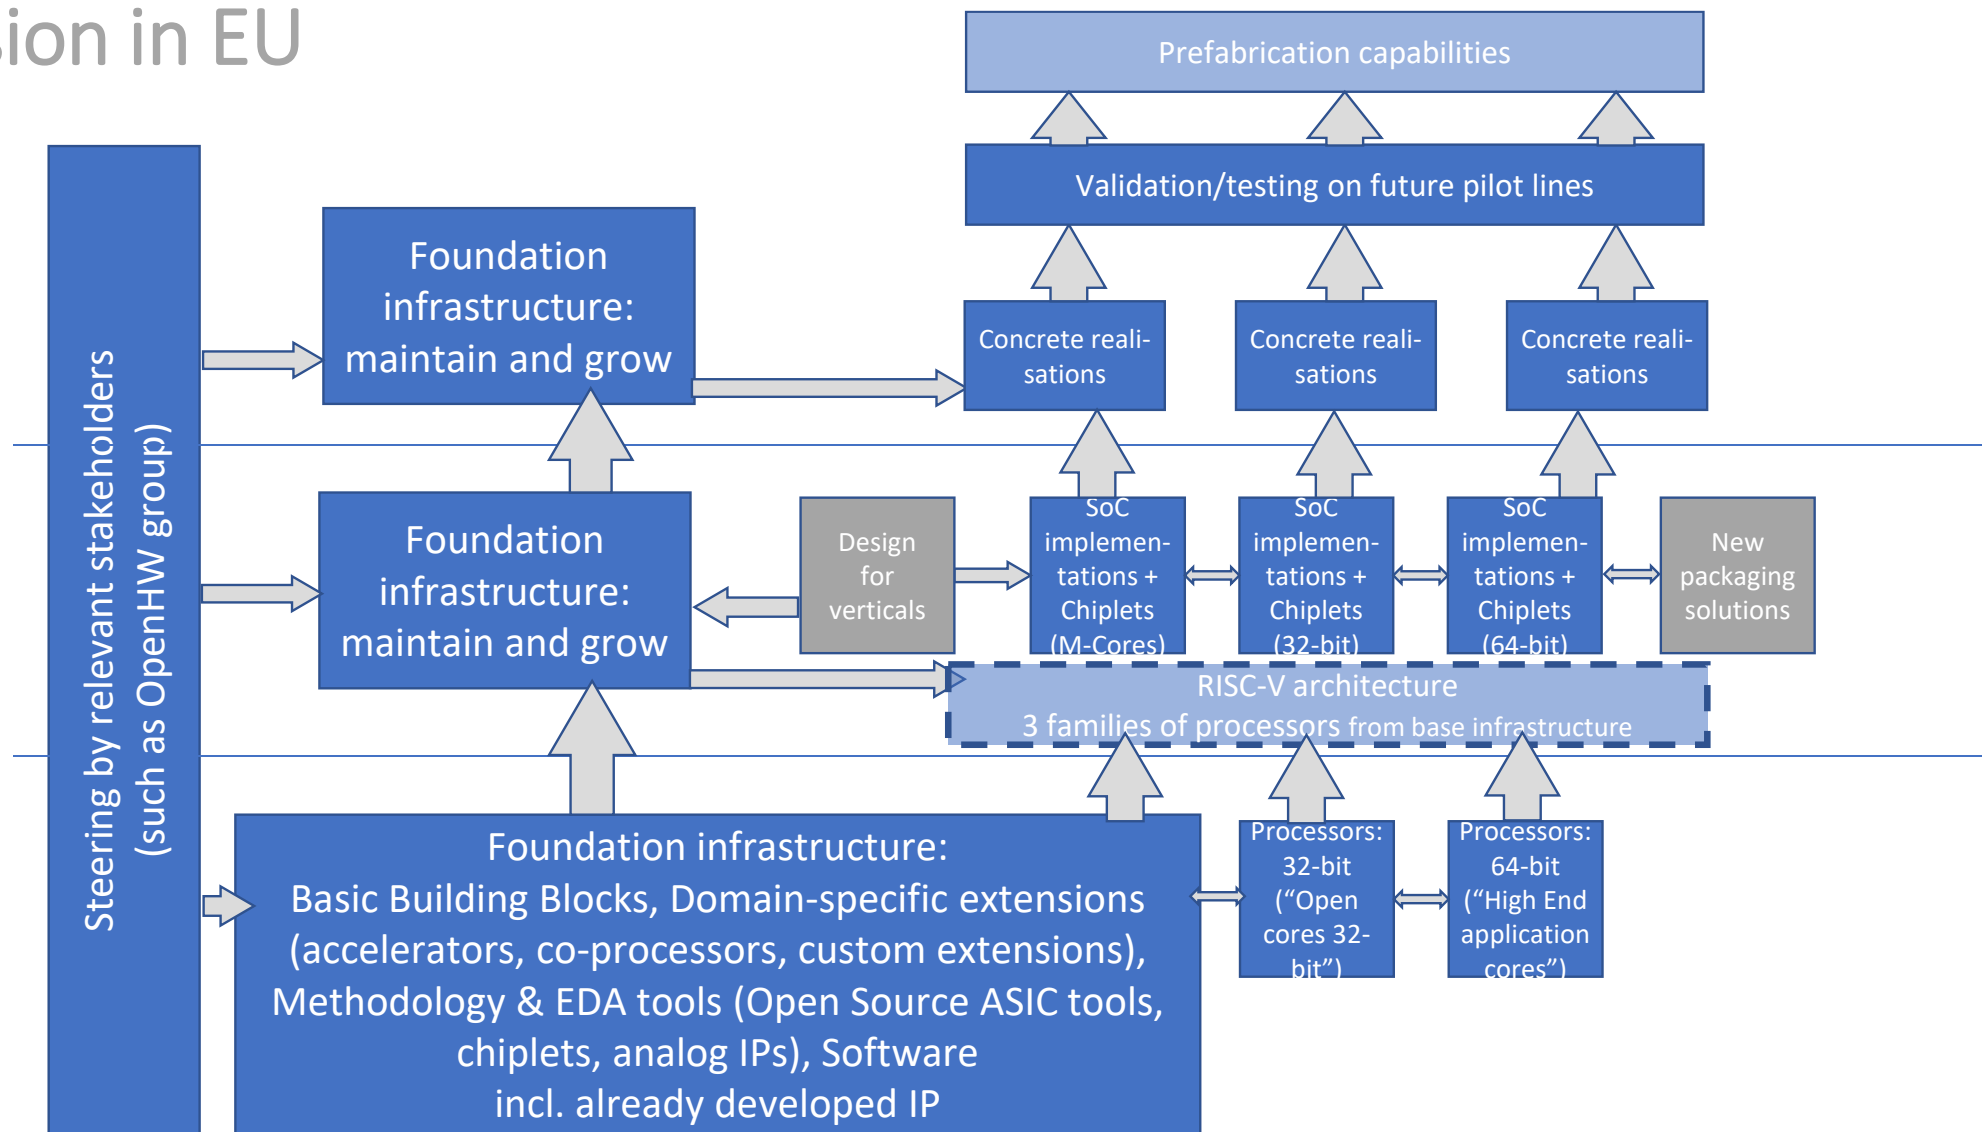 sion in EU
Prefabrication capabilities
Validation/testing on future pilot lines
Steering by relevant stakeholders
(such as OpenHW group)
Foundation
infrastructure:
maintain and grow
Concrete reali-
sations
Concrete reali-
sations
Concrete reali-
sations
Foundation
infrastructure:
maintain and grow
Design
for
verticals
SoC
implemen-
tations +
Chiplets
(M-Cores)
SoC
implemen-
tations +
Chiplets
(32-bit)
SoC
implemen-
tations +
Chiplets
(64-bit)
New
packaging
solutions
RISC-V architecture
3 families of processors from base infrastructure
Foundation infrastructure:
Basic Building Blocks, Domain-specific extensions
(accelerators, co-processors, custom extensions),
Methodology & EDA tools (Open Source ASIC tools,
chiplets, analog IPs), Software
incl. already developed IP
Processors:
32-bit
(“Open
cores 32-
bit”)
Processors:
64-bit
(“High End
application
cores”)